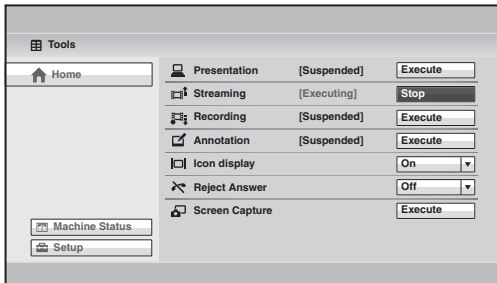 Tools
Home
Presentation [Suspended] Execute
Streaming [Executing] Stop
Recording [Suspended] Execute
Annotation [Suspended] Execute
Icon display On
Reject Answer Off
Screen Capture Execute
Machine Status
Setup